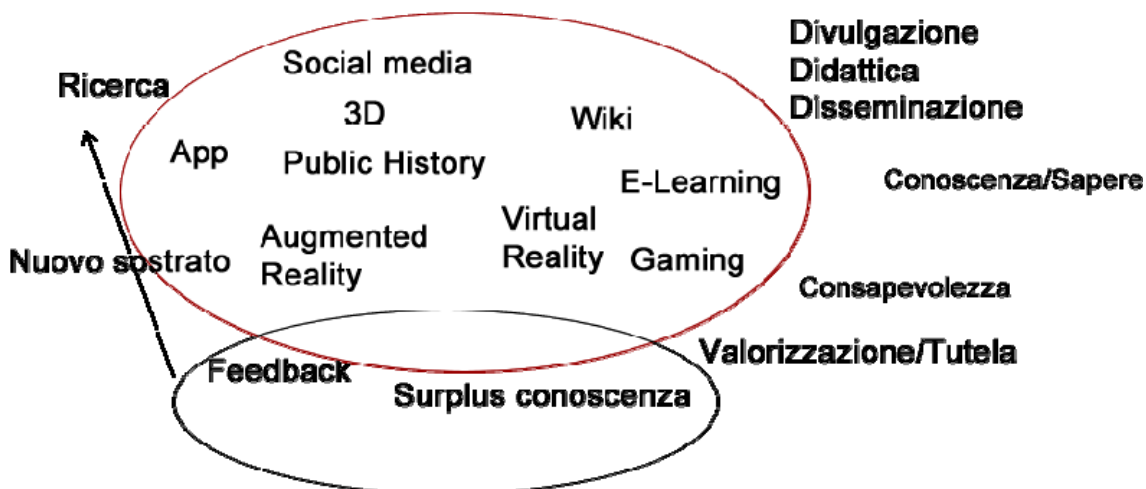 Divulgazione
Didattica
Disseminazione
Social media
Ricerca
3D
Wiki
App
Public History
E-Learning
Conoscenza/Sapere
Virtual
Reality
Augmented
Reality
Nuovo sostrato
Gaming
Consapevolezza
Valorizzazione/Tutela
Feedback
Surplus conoscenza